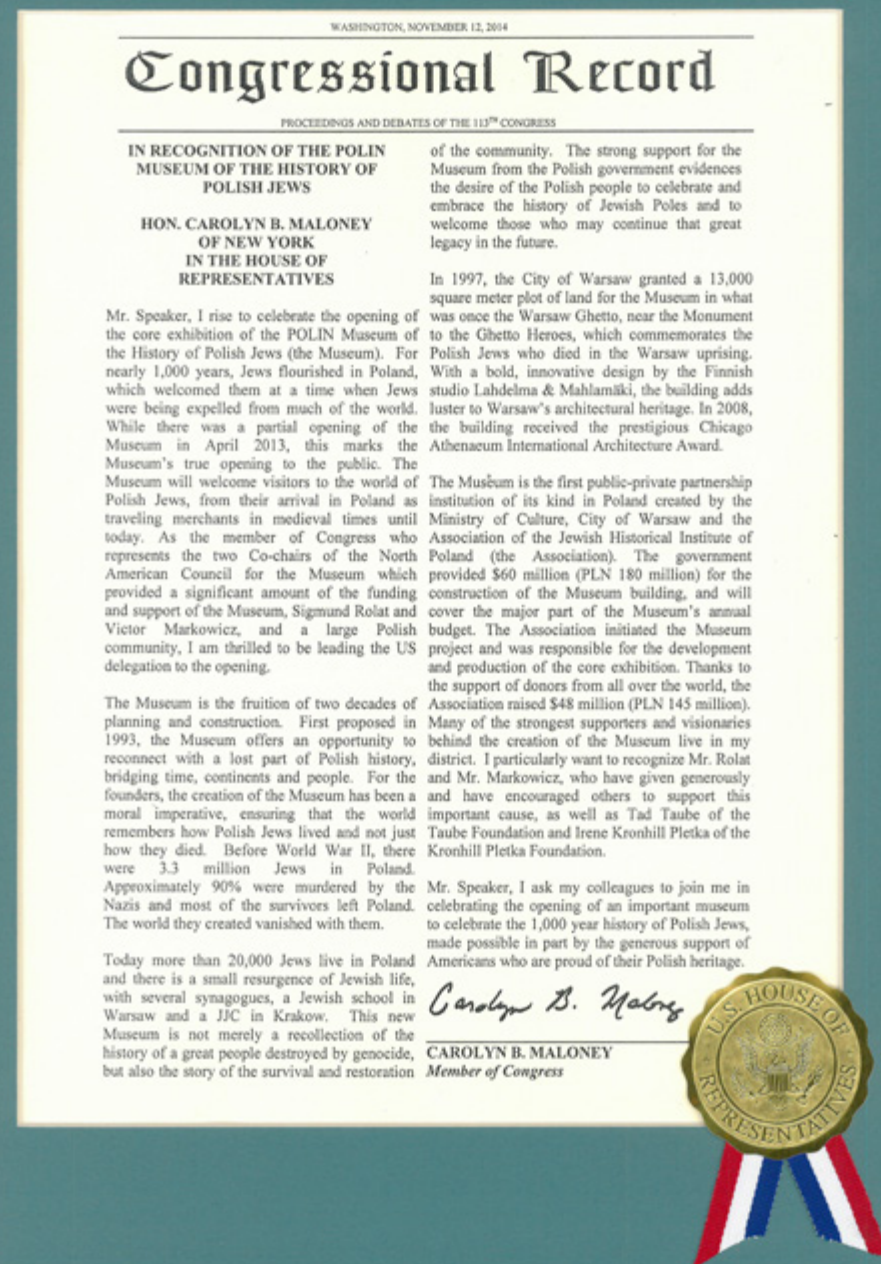 WASHINGTON, NOVEMBER 12, 2014
Congressional Record
PROCEEDINGS AND DEBATES OF THE 113TH CONGRESS
IN RECOGNITION OF THE POLIN
MUSEUM OF THE HISTORY OF
POLISH JEWS
HON. CAROLYN B. MALONEY
OF NEW YORK
IN THE HOUSE OF
REPRESENTATIVES
Mr. Speaker, I rise to celebrate the opening of
the core exhibition of the POLIN Museum of
the History of Polish Jews (the Museum). For
nearly 1,000 years, Jews flourished in Poland,
which welcomed them at a time when Jews
were being expelled from much of the world.
While there was a partial opening of the
Museum in April 2013, this marks the
Museum's true opening to the public. The
Museum will welcome visitors to the world of
Polish Jews, from their arrival in Poland as
traveling merchants in medieval times until
today. As the member of Congress who
represents the two Co-chairs of the North
American Council for the Museum which
provided a significant amount of the funding
and support of the Museum, Sigmund Rolat and
Victor Markowicz, and a large Polish
community, I am thrilled to be leading the US
delegation to the opening.
The Museum is the fruition of two decades of
planning and construction. First proposed in
1993, the Museum offers an opportunity to
reconnect with a lost part of Polish history,
bridging time, continents and people. For the
founders, the creation of the Museum has been a
moral imperative, ensuring that the world
remembers how Polish Jews lived and not just
how they died. Before World War II, there
were 3.3 million Jews in Poland.
Approximately 90% were murdered by the
Nazis and most of the survivors left Poland.
The world they created vanished with them.
Today more than 20,000 Jews live in Poland
and there is a small resurgence of Jewish life,
with several synagogues, a Jewish school in
Warsaw and a JJC in Krakow. This new
Museum is not merely a recollection of the
history of a great people destroyed by genocide,
but also the story of the survival and restoration
of the community. The strong support for the
Museum from the Polish government evidences
the desire of the Polish people to celebrate and
embrace the history of Jewish Poles and to
welcome those who may continue that great
legacy in the future.
In 1997, the City of Warsaw granted a 13,000
square meter plot of land for the Museum in what
was once the Warsaw Ghetto, near the Monument
to the Ghetto Heroes, which commemorates the
Polish Jews who died in the Warsaw uprising.
With a bold, innovative design by the Finnish
studio Lahdelma & Mahlamäki, the building adds
luster to Warsaw's architectural heritage. In 2008,
the building received the prestigious Chicago
Athenaeum International Architecture Award.
The Museum is the first public-private partnership
institution of its kind in Poland created by the
Ministry of Culture, City of Warsaw and the
Association of the Jewish Historical Institute of
Poland (the Association). The government
provided $60 million (PLN 180 million) for the
construction of the Museum building, and will
cover the major part of the Museum's annual
budget. The Association initiated the Museum
project and was responsible for the development
and production of the core exhibition. Thanks to
the support of donors from all over the world, the
Association raised $48 million (PLN 145 million).
Many of the strongest supporters and visionaries
behind the creation of the Museum live in my
district. I particularly want to recognize Mr. Rolat
and Mr. Markowicz, who have given generously
and have encouraged others to support this
important cause, as well as Tad Taube of the
Taube Foundation and Irene Kronhill Pletka of the
Kronhill Pletka Foundation.
Mr. Speaker, I ask my colleagues to join me in
celebrating the opening of an important museum
to celebrate the 1,000 year history of Polish Jews,
made possible in part by the generous support of
Americans who are proud of their Polish heritage.
Carolyn B. Maloney
CAROLYN B. MALONEY
Member of Congress
U.S. HOUSE OF
REPRESENTATIVES